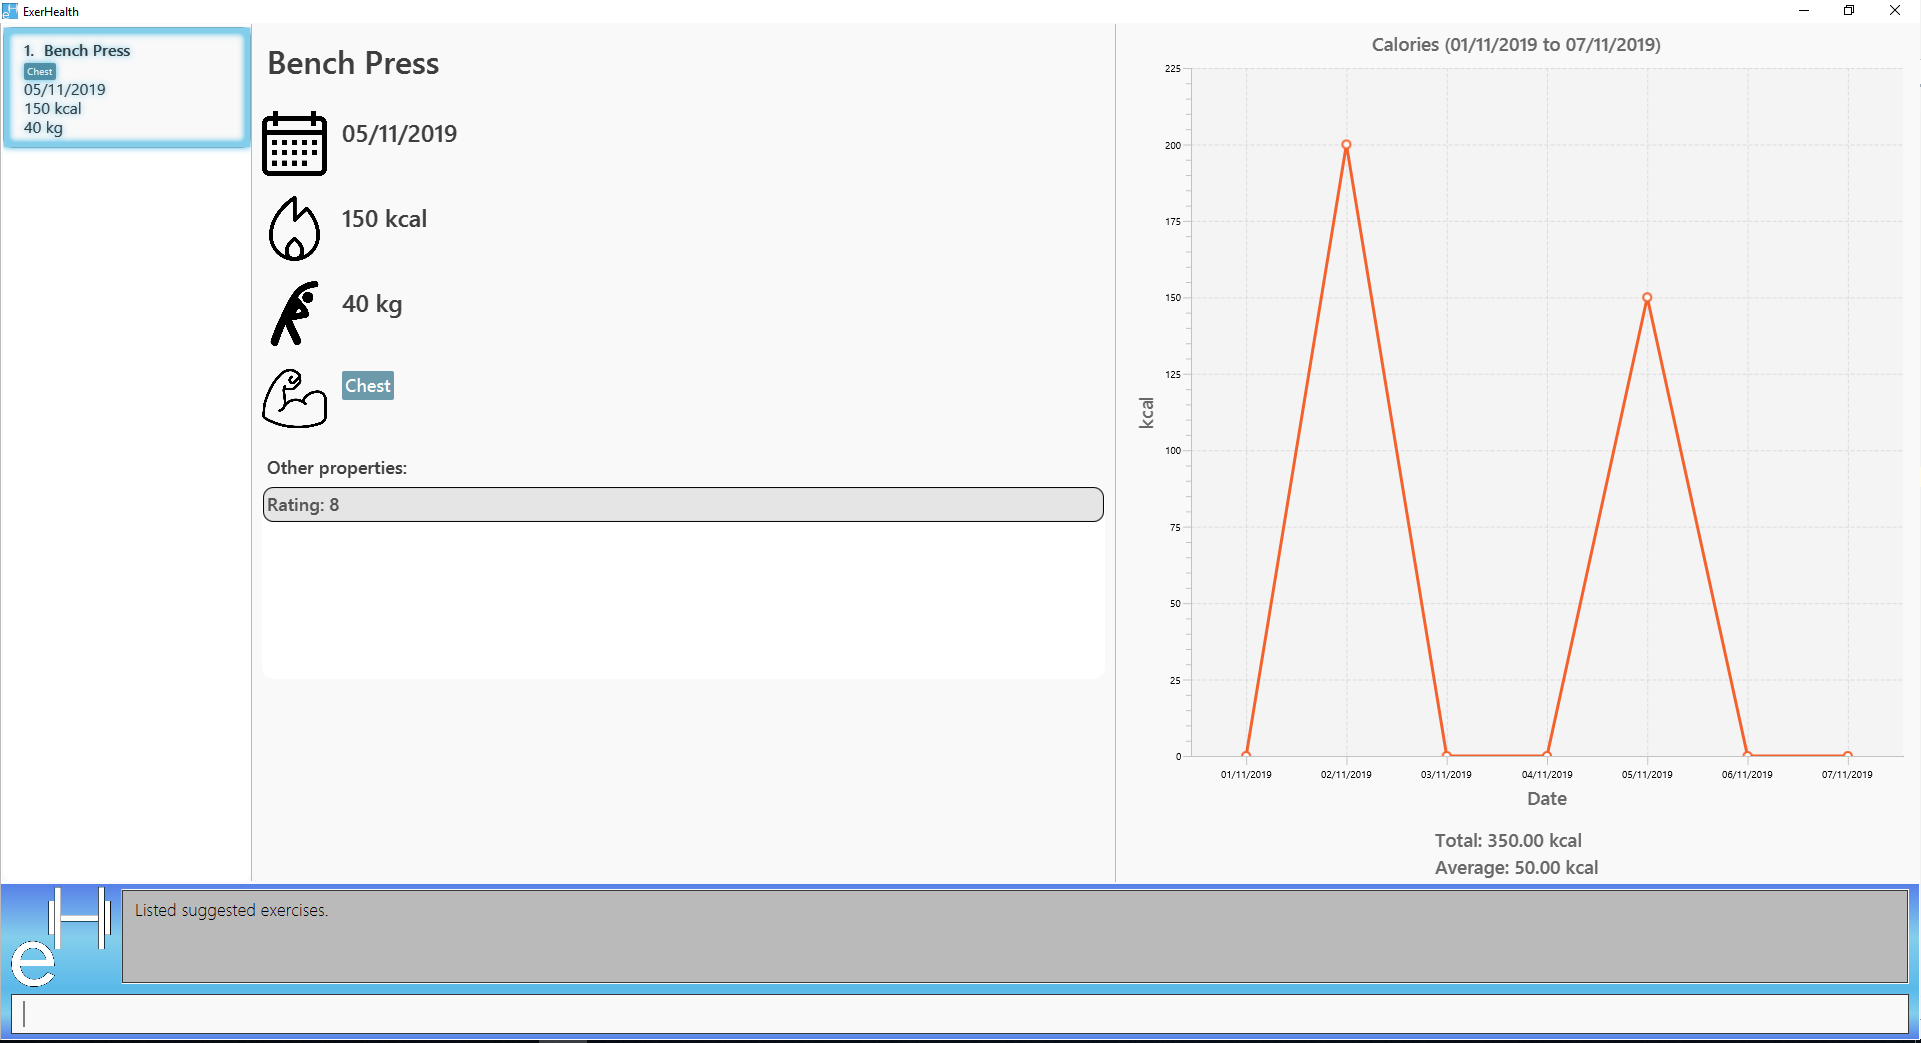 ExerHealth
1. Bench Press
Chest
05/11/2019
150 kcal
40 kg
Bench Press
05/11/2019
150 kcal
40 kg
Chest
Other properties:
Rating: 8
Calories (01/11/2019 to 07/11/2019)
225
200
175
150
125
100
75
50
25
0
kcal
01/11/2019 02/11/2019 03/11/2019 04/11/2019 05/11/2019 06/11/2019 07/11/2019
Date
Total: 350.00 kcal
Average: 50.00 kcal
eH
Listed suggested exercises.